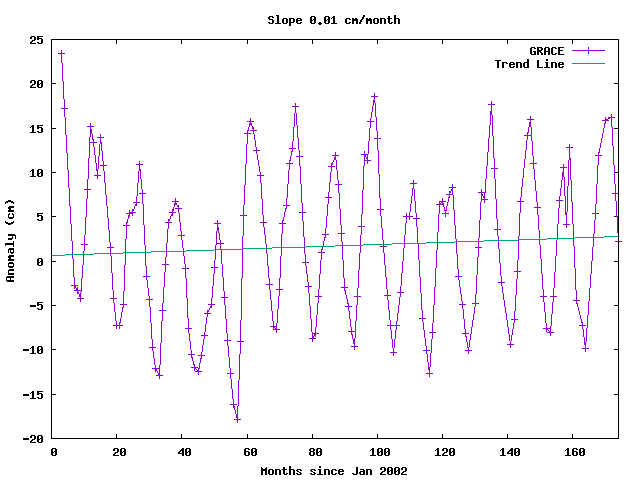 Slope 0.01 cm/month
25
20
15
10
5
0
-5
-10
-15
-20
Anomaly (cm)
GRACE
Trend Line
0 20 40 60 80 100 120 140 160
Months since Jan 2002